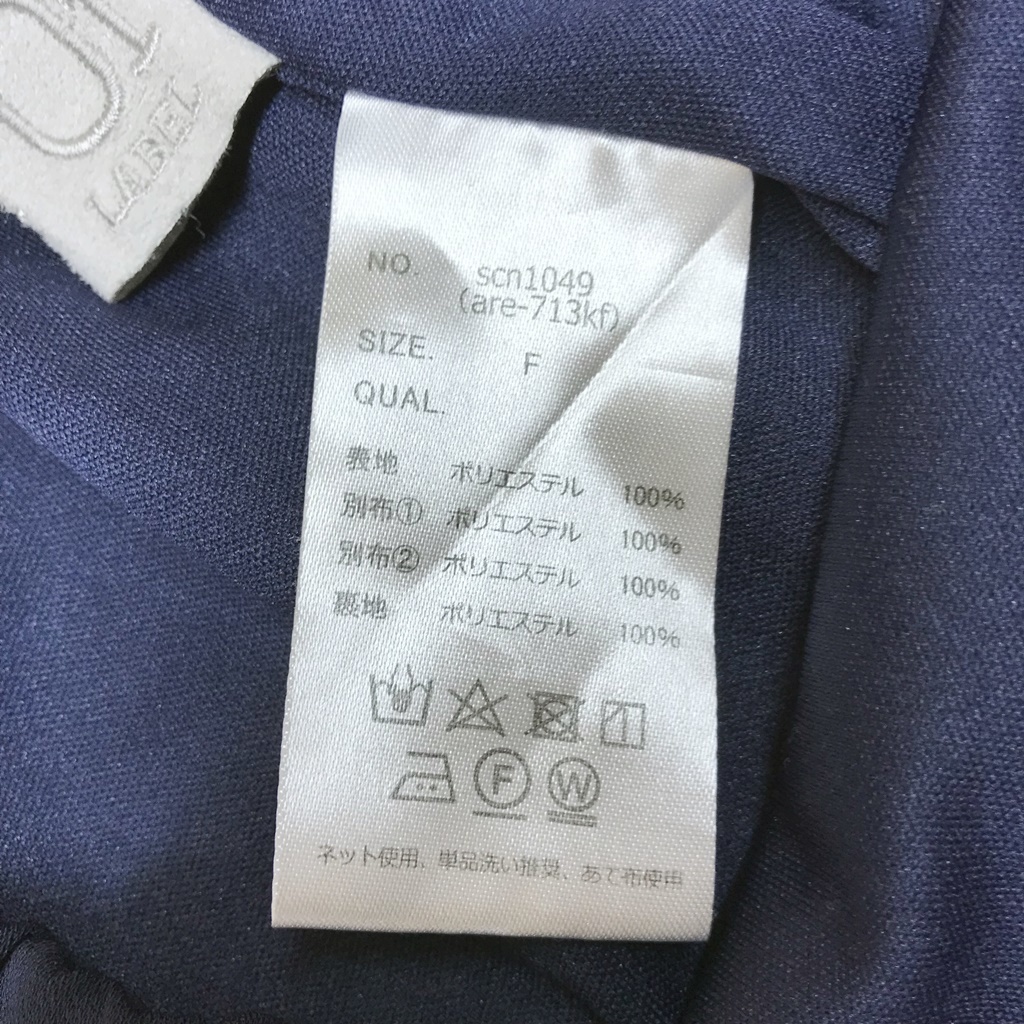 LABEL
NO. scn1049
(are-713kf)
SIZE. F
QUAL.
表地 ポリエステル 100%
別布① ポリエステル 100%
別布② ポリエステル 100%
裏地 ポリエステル 100%
F W
ネット使用、単品洗い推奨、あて布使用